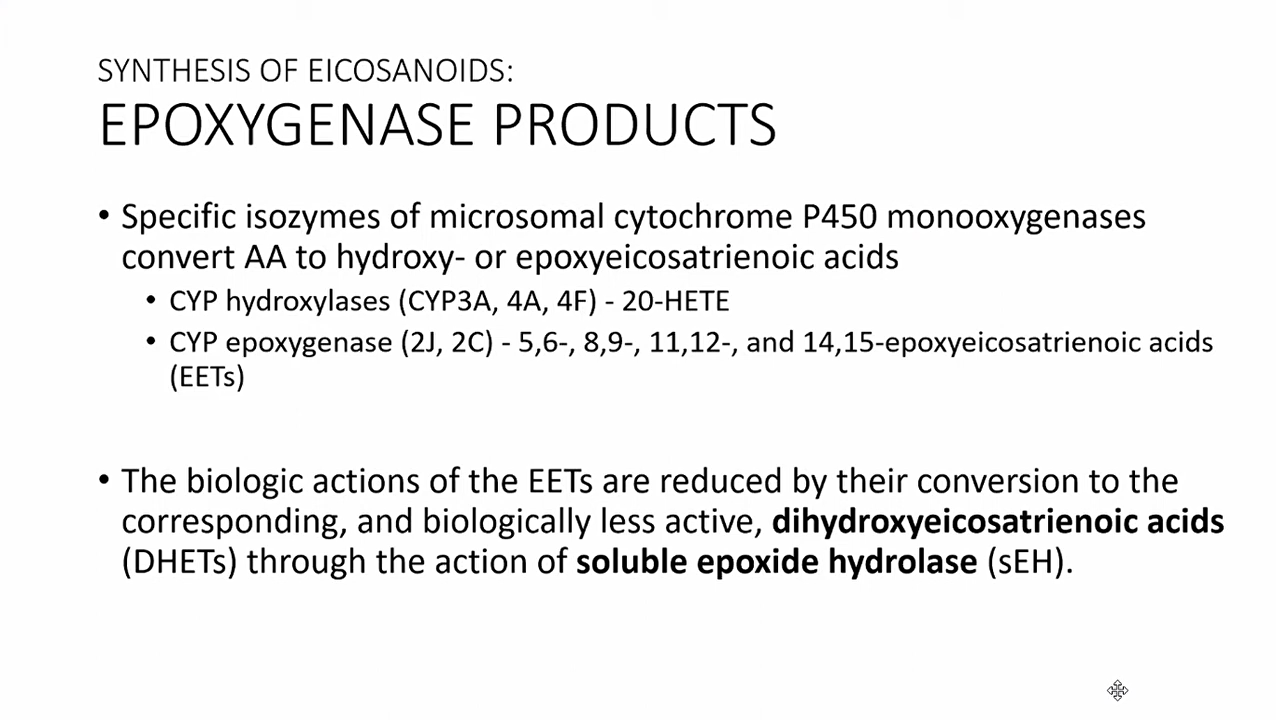 SYNTHESIS OF EICOSANOIDS:
EPOXYGENASE PRODUCTS
• Specific isozymes of microsomal cytochrome P450 monooxygenases
convert AA to hydroxy- or epoxyeicosatrienoic acids
• CYP hydroxylases (CYP3A, 4A, 4F) - 20-HETE
• CYP epoxygenase (2J, 2C) - 5,6-, 8,9-, 11,12-, and 14,15-epoxyeicosatrienoic acids
(EETs)
• The biologic actions of the EETs are reduced by their conversion to the
corresponding, and biologically less active, dihydroxyeicosatrienoic acids
(DHETs) through the action of soluble epoxide hydrolase (sEH).